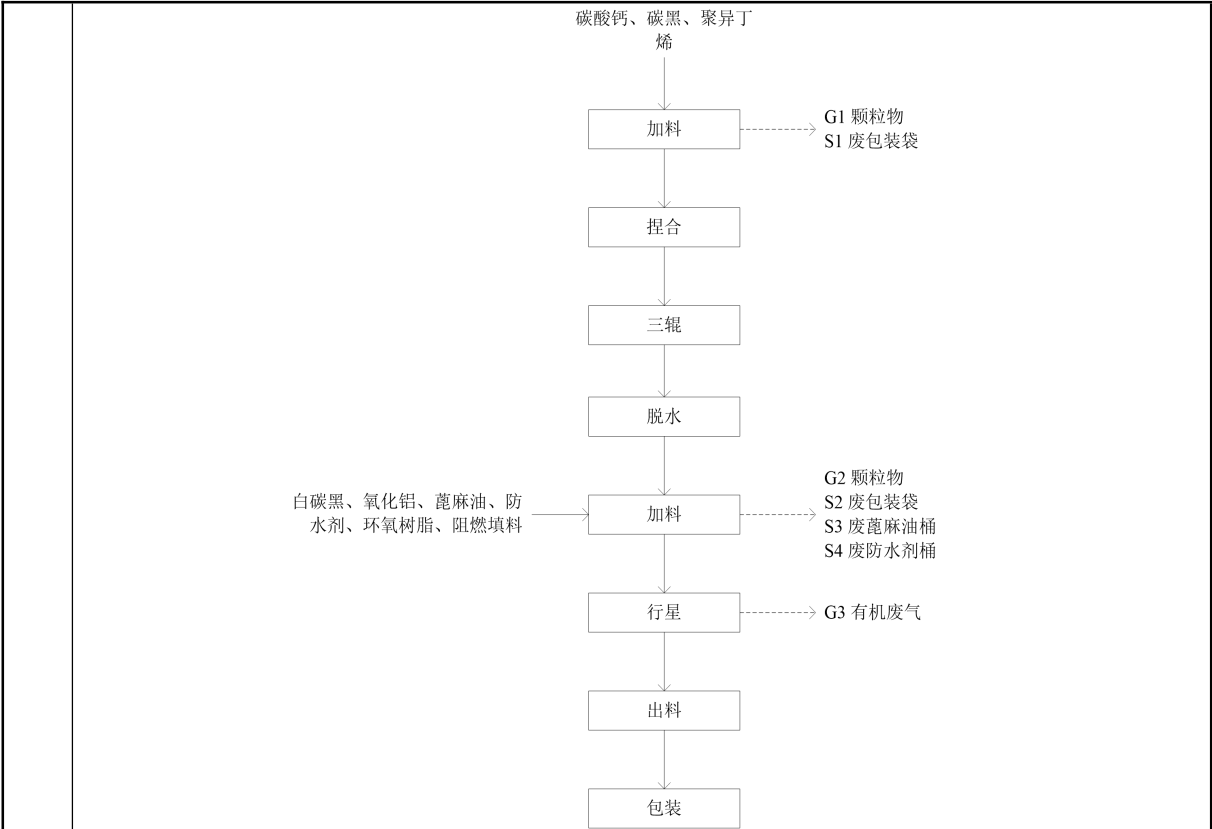 碳酸钙、碳黑、聚异丁
烯
加料
G1 颗粒物
S1 废包装袋
捏合
三辊
脱水
白碳黑、氧化铝、蓖麻油、防
水剂、环氧树脂、阻燃填料
加料
G2 颗粒物
S2 废包装袋
S3 废蓖麻油桶
S4 废防水剂桶
行星
G3 有机废气
出料
包装